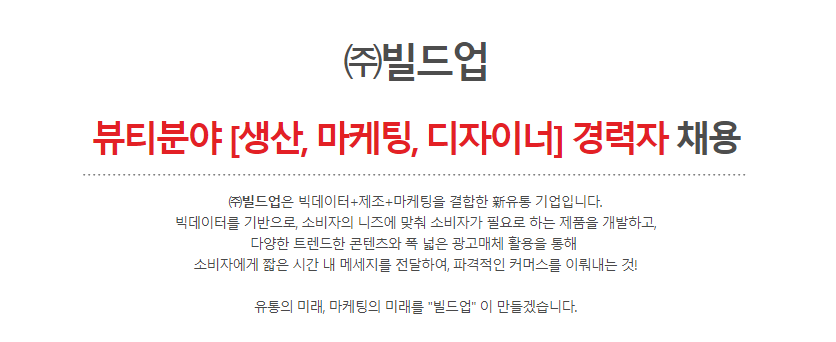 ㈜빌드업
뷰티분야 [생산, 마케팅, 디자이너] 경력자 채용
㈜빌드업은 빅데이터+제조+마케팅을 결합한 新유통 기업입니다.
빅데이터를 기반으로, 소비자의 니즈에 맞춰 소비자가 필요로 하는 제품을 개발하고,
다양한 트렌드한 콘텐츠와 폭 넓은 광고매체 활용을 통해
소비자에게 짧은 시간 내 메세지를 전달하여, 파격적인 커머스를 이뤄내는 것!
유통의 미래, 마케팅의 미래를 "빌드업" 이 만들겠습니다.